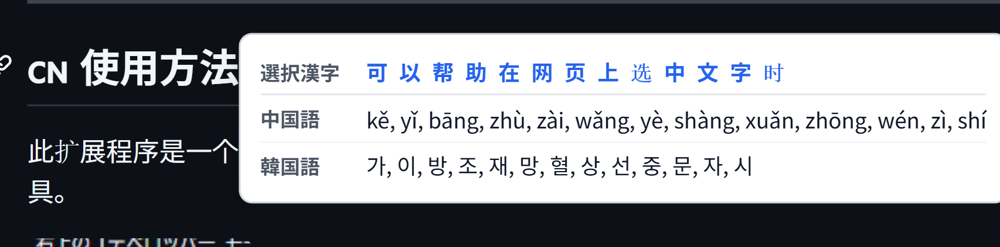 CN 使用方法
此扩展程序是一个
具。
選択漢字 可 以 帮 助 在 网 页 上 选 中 文 字 时
中国語 kě, yǐ, bāng, zhù, zài, wǎng, yè, shàng, xuǎn, zhōng, wén, zì, shí
韓国語 가, 이, 방, 조, 재, 망, 혈, 상, 선, 중, 문, 자, 시